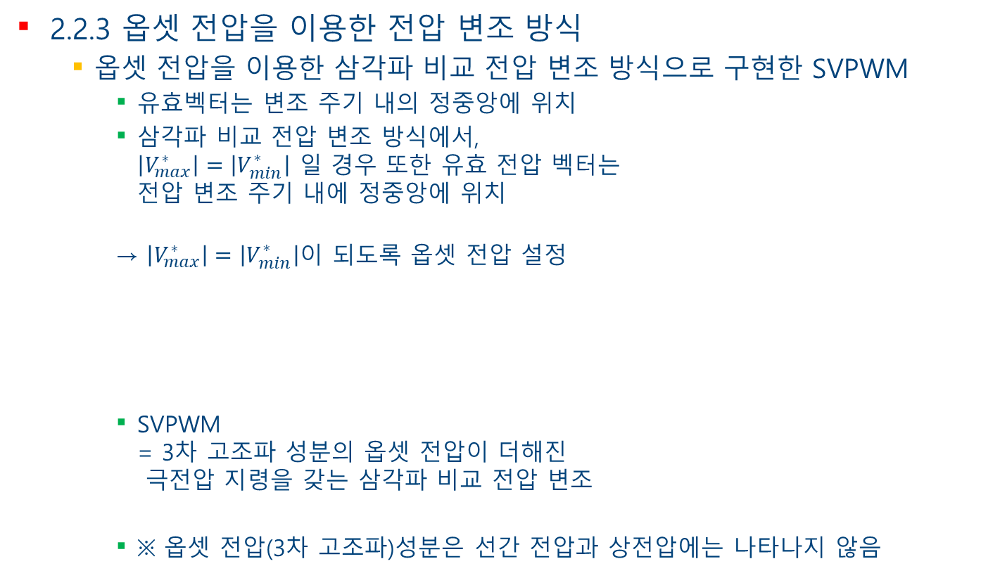 2.2.3 옵셋 전압을 이용한 전압 변조 방식
옵셋 전압을 이용한 삼각파 비교 전압 변조 방식으로 구현한 SVPWM
유효벡터는 변조 주기 내의 정중앙에 위치
삼각파 비교 전압 변조 방식에서,
|V*max| = |V*min| 일 경우 또한 유효 전압 벡터는
전압 변조 주기 내에 정중앙에 위치
→ |V*max| = |V*min|이 되도록 옵셋 전압 설정
SVPWM
= 3차 고조파 성분의 옵셋 전압이 더해진
극전압 지령을 갖는 삼각파 비교 전압 변조
※ 옵셋 전압(3차 고조파)성분은 선간 전압과 상전압에는 나타나지 않음